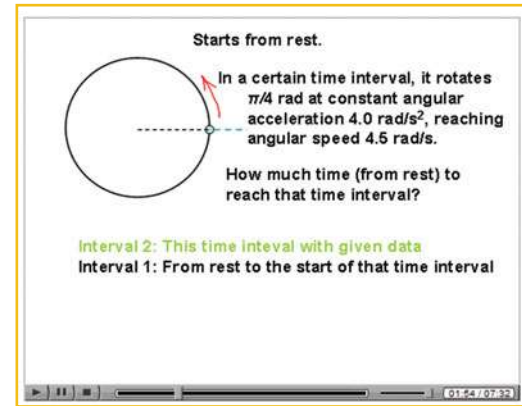 Starts from rest.
In a certain time interval, it rotates
π/4 rad at constant angular
acceleration 4.0 rad/s², reaching
angular speed 4.5 rad/s.
How much time (from rest) to
reach that time interval?
Interval 2: This time inteval with given data
Interval 1: From rest to the start of that time interval
01:54 / 07:32